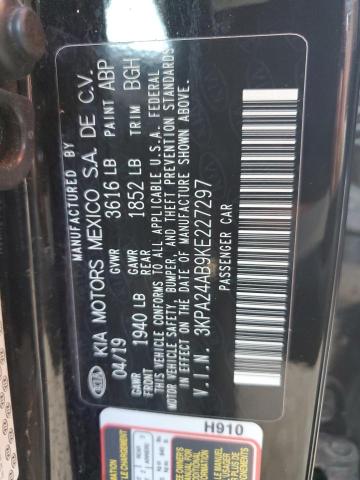 MANUFACTURED BY
KIA MOTORS MEXICO S.A. DE C.V.
04/19 GVWR 3616 LB PAINT ABP
GAWR FRONT 1940 LB GAWR REAR 1852 LB TRIM BGH
THIS VEHICLE CONFORMS TO ALL APPLICABLE U.S.A. FEDERAL
MOTOR VEHICLE SAFETY, BUMPER, AND THEFT PREVENTION STANDARDS
IN EFFECT ON THE DATE OF MANUFACTURE SHOWN ABOVE.
V.I.N. 3KPA24AB9KE227297
PASSENGER CAR
KIA
H910